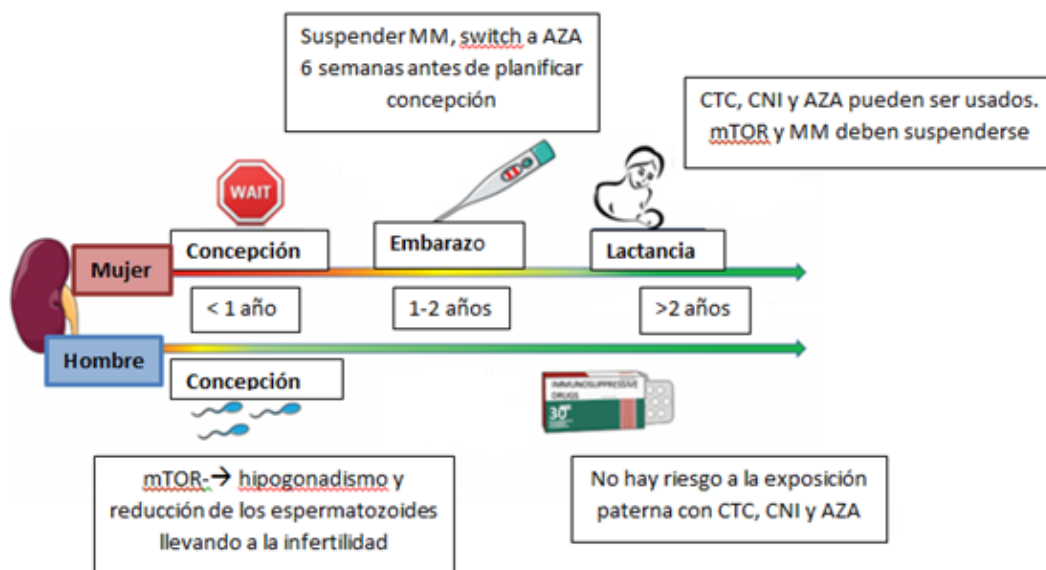 Suspender MM, switch a AZA
6 semanas antes de planificar
concepción
CTC, CNI y AZA pueden ser usados.
mTOR y MM deben suspenderse
WAIT
Concepción
Embarazo
Lactancia
Mujer
< 1 año
1-2 años
>2 años
Hombre
Concepción
IMMUNOSUPPRESSIVE
DRUGS
30
mTOR-→ hipogonadismo y
reducción de los espermatozoides
llevando a la infertilidad
No hay riesgo a la exposición
paterna con CTC, CNI y AZA